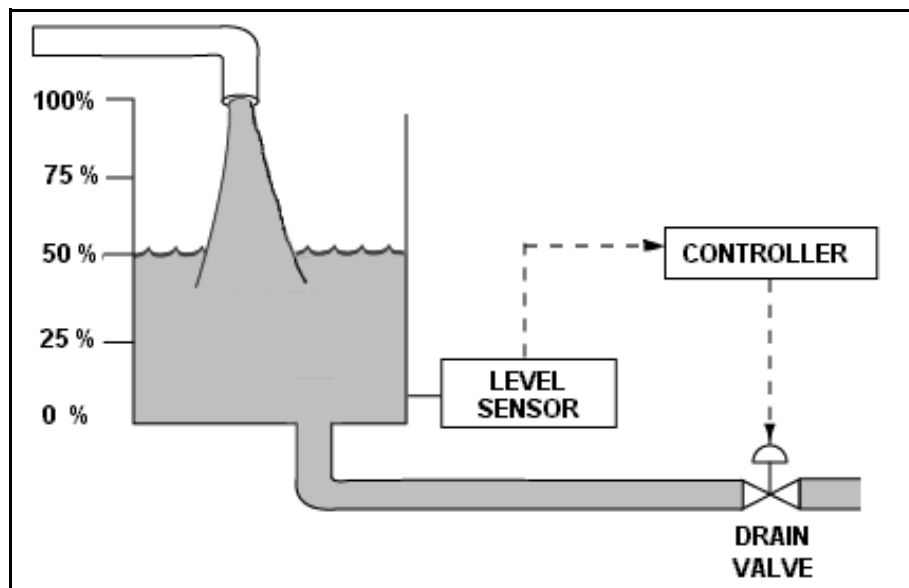 100%
75 %
50 %
25 %
0 %
CONTROLLER
LEVEL
SENSOR
DRAIN
VALVE